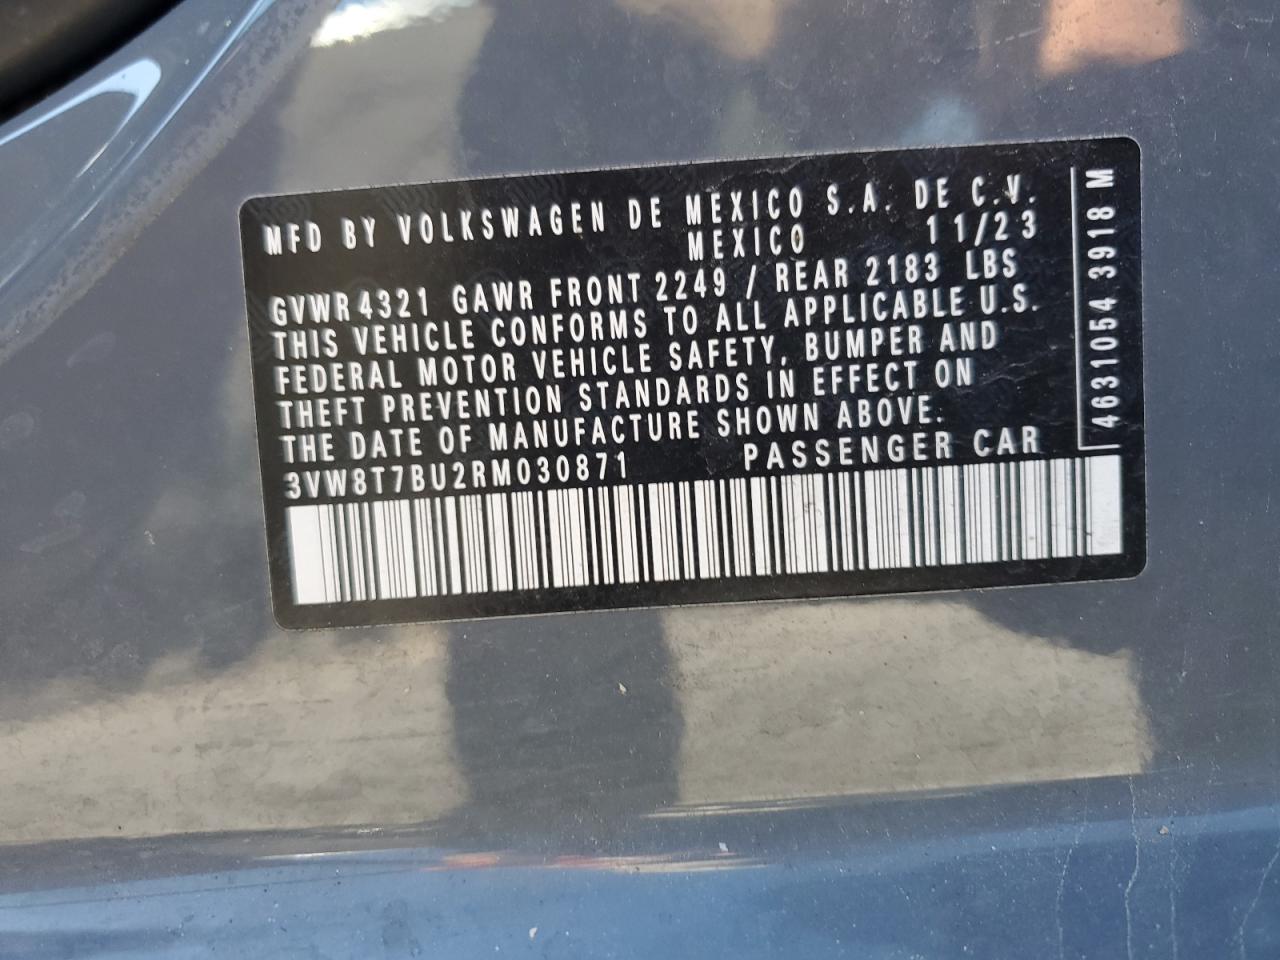 MFD BY VOLKSWAGEN DE MEXICO S.A. DE C.V.
MEXICO 11/23
GVWR 4321 GAWR FRONT 2249 / REAR 2183 LBS
THIS VEHICLE CONFORMS TO ALL APPLICABLE U.S.
FEDERAL MOTOR VEHICLE SAFETY, BUMPER AND
THEFT PREVENTION STANDARDS IN EFFECT ON
THE DATE OF MANUFACTURE SHOWN ABOVE.
3VW8T7BU2RM030871 PASSENGER CAR
4631054 3918 M